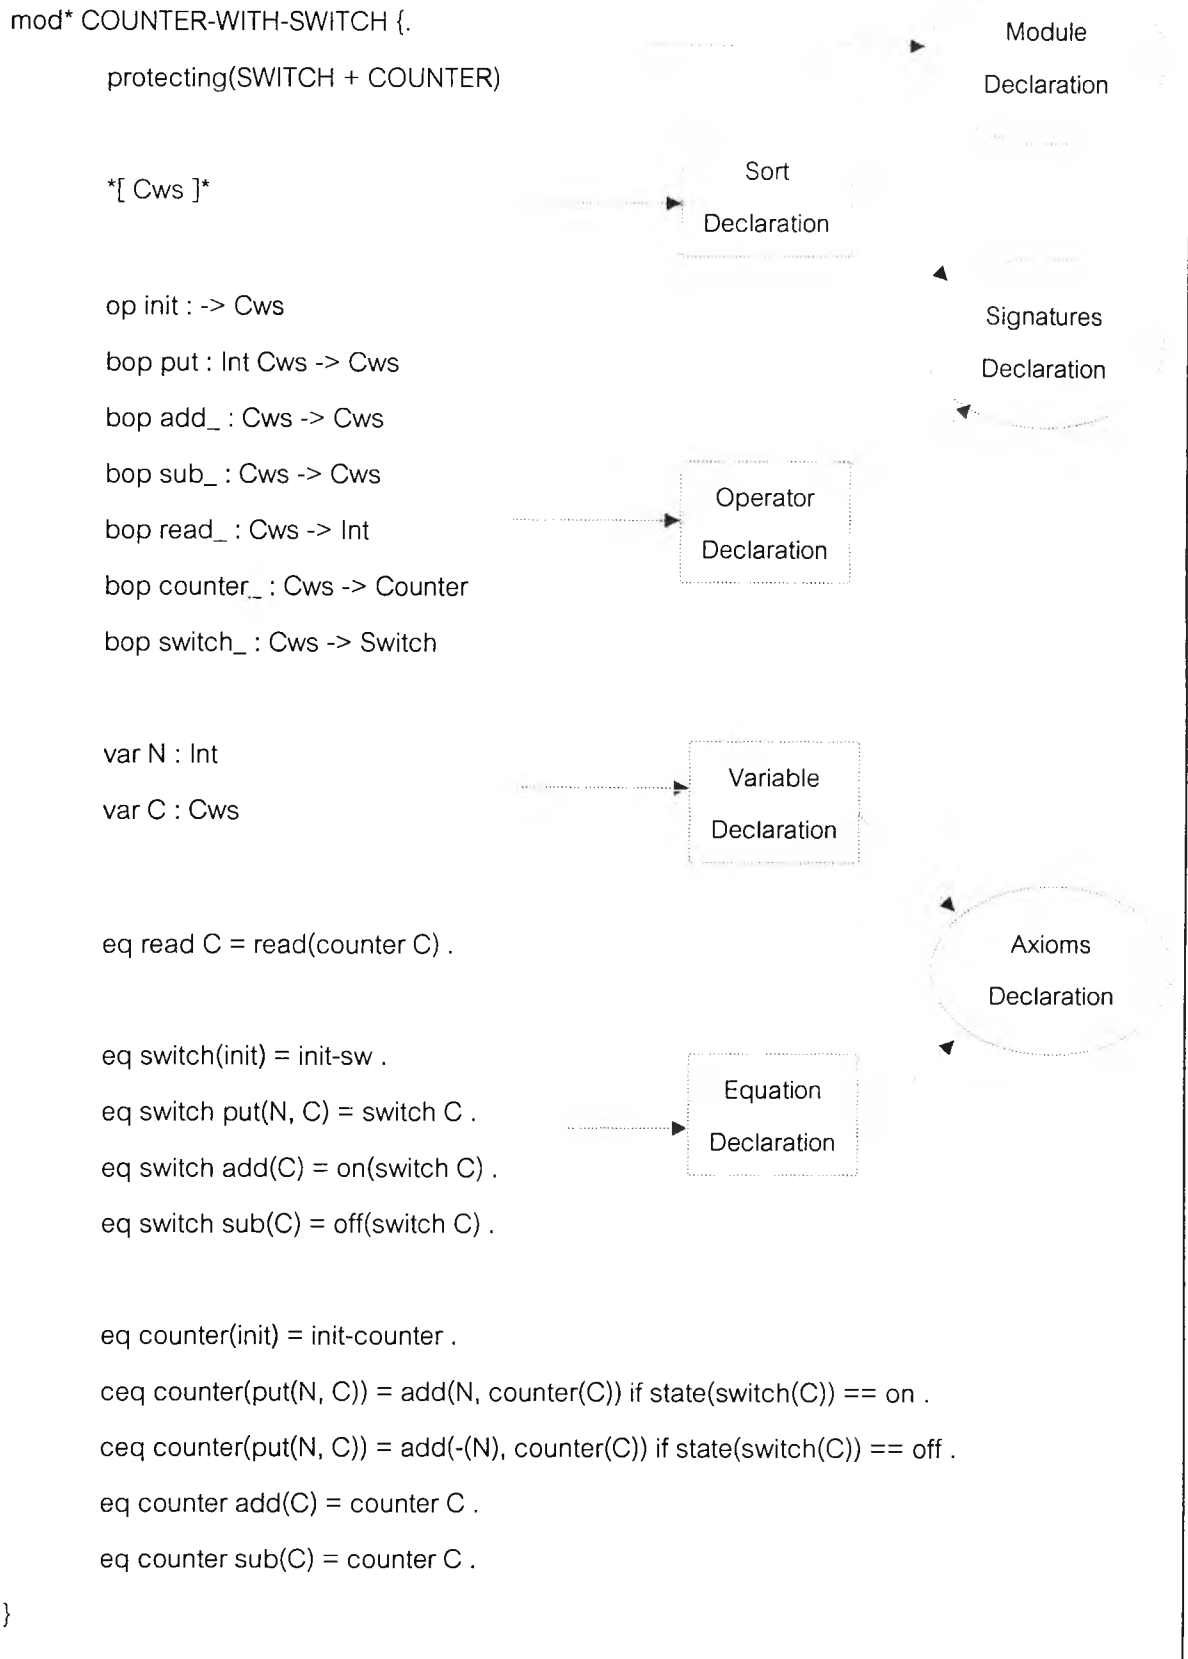 mod* COUNTER-WITH-SWITCH {.
Module
protecting(SWITCH + COUNTER)
Declaration
Sort
*[ Cws ]*
Declaration
op init : -> Cws
Signatures
bop put : Int Cws -> Cws
Declaration
bop add_ : Cws -> Cws
bop sub_ : Cws -> Cws
Operator
bop read_ : Cws -> Int
Declaration
bop counter_ : Cws -> Counter
bop switch_ : Cws -> Switch
var N : Int
Variable
var C : Cws
Declaration
eq read C = read(counter C) .
Axioms
Declaration
eq switch(init) = init-sw .
Equation
eq switch put(N, C) = switch C .
Declaration
eq switch add(C) = on(switch C) .
eq switch sub(C) = off(switch C) .
eq counter(init) = init-counter .
ceq counter(put(N, C)) = add(N, counter(C)) if state(switch(C)) == on .
ceq counter(put(N, C)) = add(-(N), counter(C)) if state(switch(C)) == off .
eq counter add(C) = counter C .
eq counter sub(C) = counter C .
}